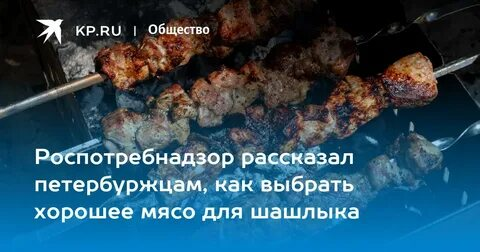 KP.RU | Общество
Роспотребнадзор рассказал
петербуржцам, как выбрать
хорошее мясо для шашлыка